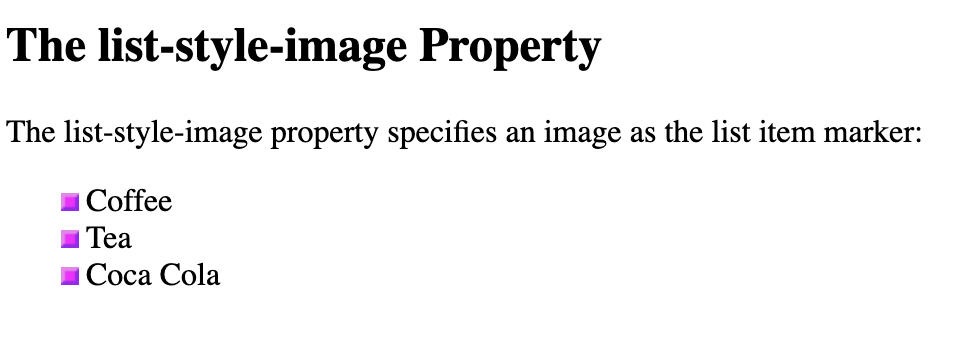 The list-style-image Property
The list-style-image property specifies an image as the list item marker:
Coffee
Tea
Coca Cola